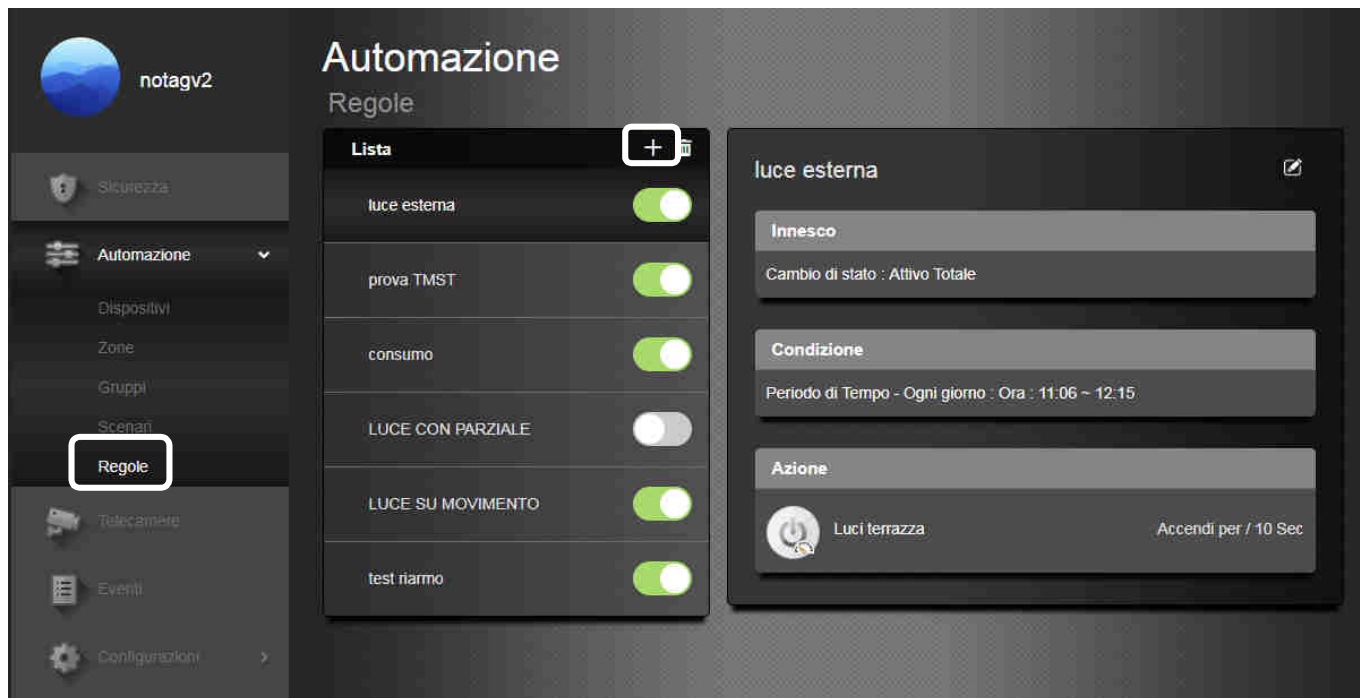 notagv2
Sicurezza
Automazione
Dispositivi
Zone
Gruppi
Scenari
Regole
Telecamere
Eventi
Configurazioni
Automazione
Regole
Lista
luce esterna
prova TMST
consumo
LUCE CON PARZIALE
LUCE SU MOVIMENTO
test riarmo
luce esterna
Innesco
Cambio di stato : Attivo Totale
Condizione
Periodo di Tempo - Ogni giorno : Ora : 11:06 ~ 12:15
Azione
Luci terrazza Accendi per / 10 Sec